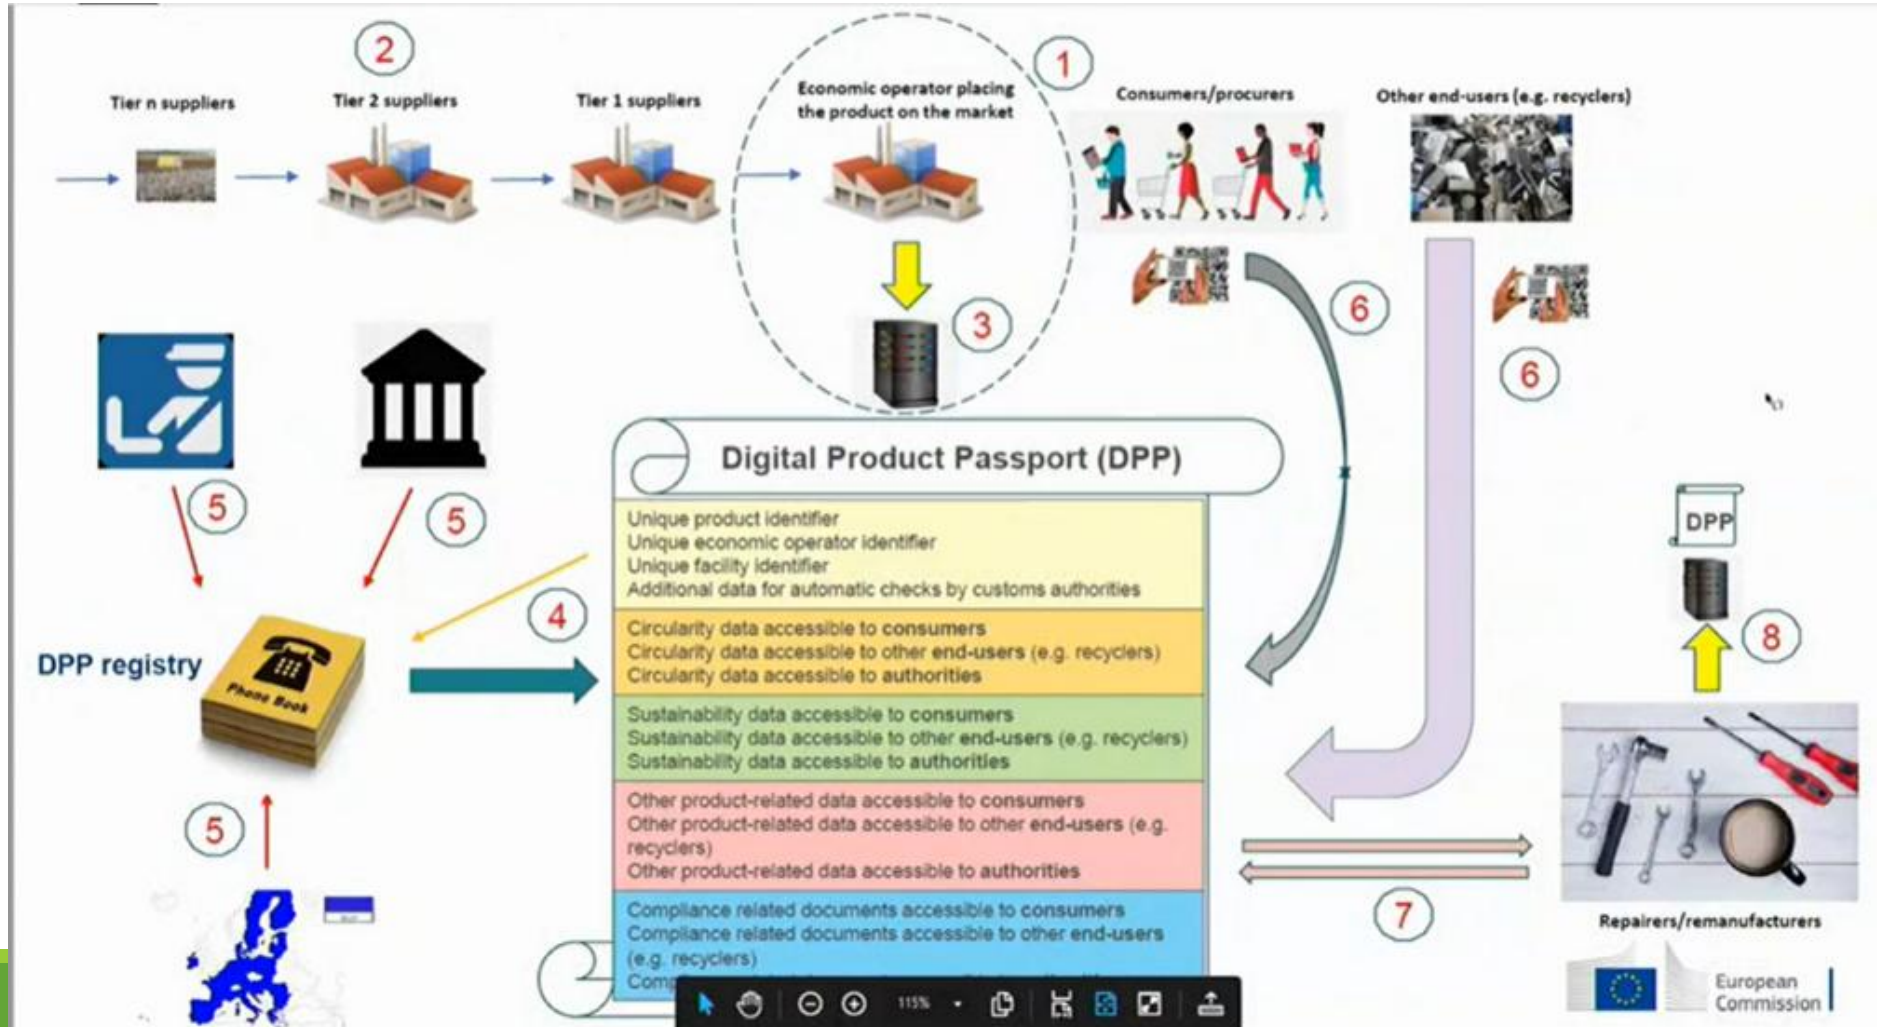 2
1
Tier n suppliers
Tier 2 suppliers
Tier 1 suppliers
Economic operator placing
the product on the market
Consumers/procurers
Other end-users (e.g. recyclers)
3
6
6
5
5
Digital Product Passport (DPP)
Unique product identifier
Unique economic operator identifier
Unique facility identifier
Additional data for automatic checks by customs authorities
DPP
4
8
DPP registry
Phone Book
Circularity data accessible to consumers
Circularity data accessible to other end-users (e.g. recyclers)
Circularity data accessible to authorities
Sustainability data accessible to consumers
Sustainability data accessible to other end-users (e.g. recyclers)
Sustainability data accessible to authorities
Other product-related data accessible to consumers
Other product-related data accessible to other end-users (e.g.
recyclers)
Other product-related data accessible to authorities
5
7
Compliance related documents accessible to consumers
Compliance related documents accessible to other end-users
(e.g. recyclers)
Repairers/remanufacturers
European
Commission
115%